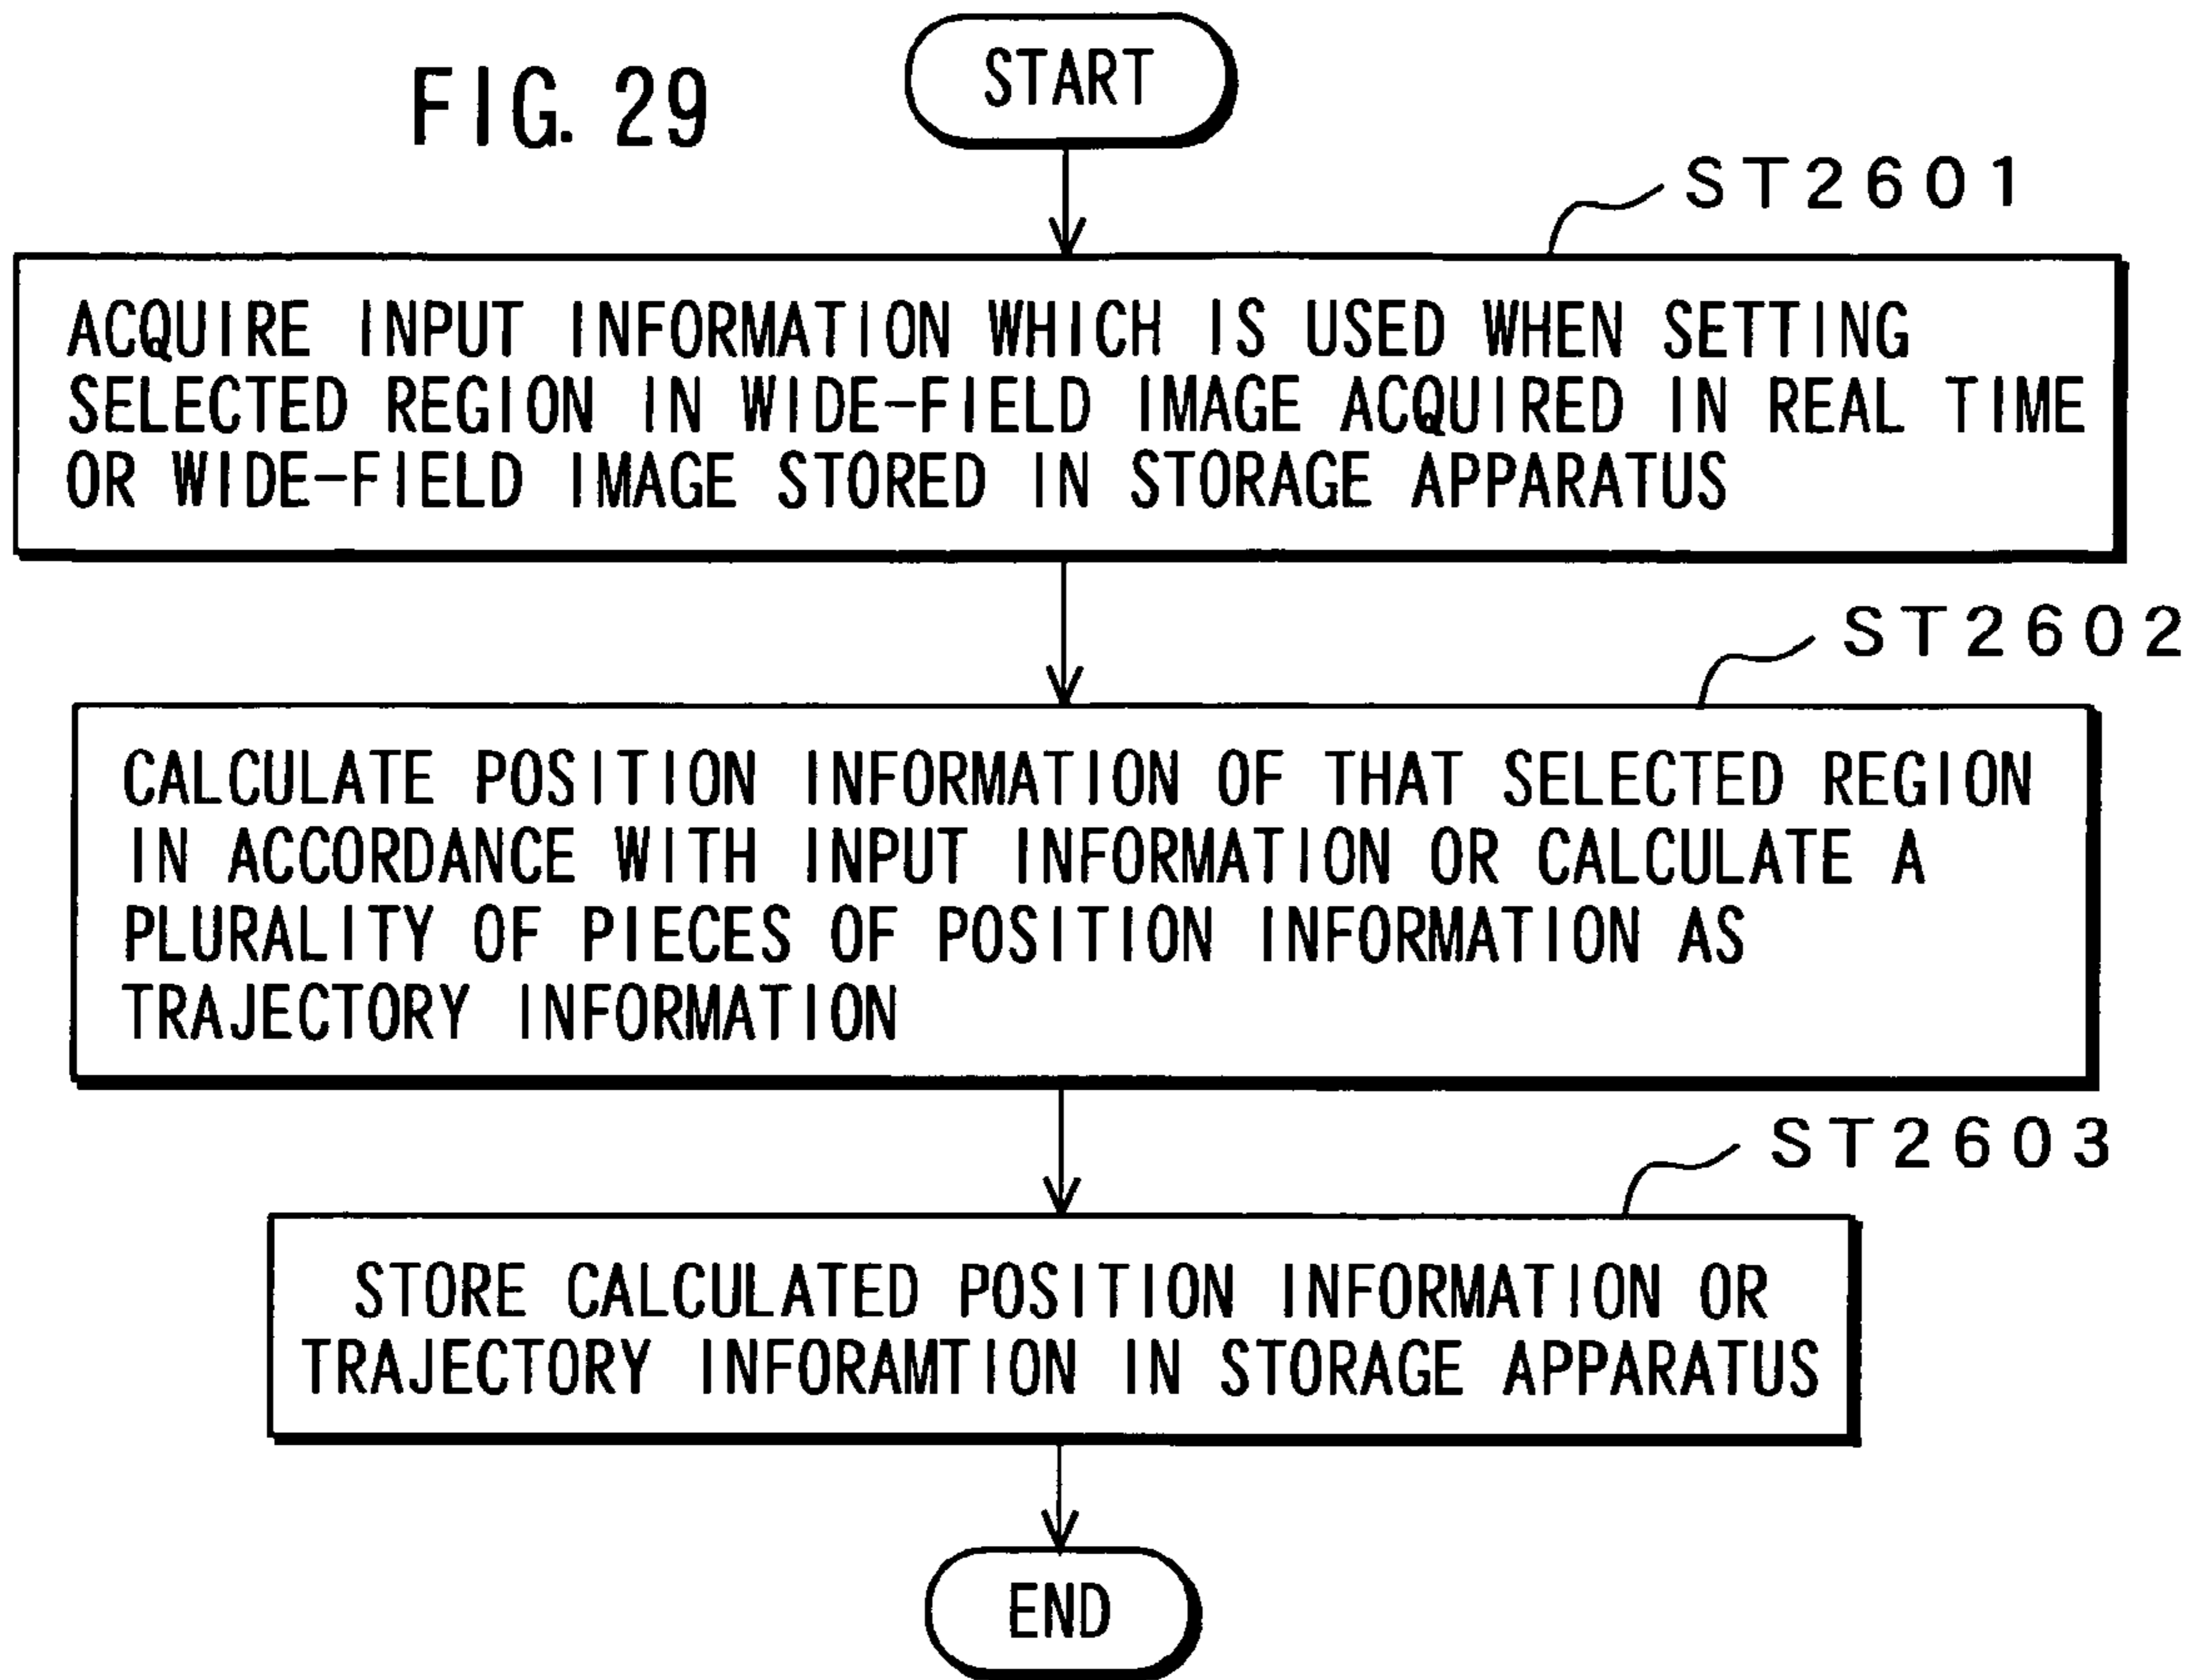 FIG. 29
START
ST2601
ACQUIRE INPUT INFORMATION WHICH IS USED WHEN SETTING
SELECTED REGION IN WIDE-FIELD IMAGE ACQUIRED IN REAL TIME
OR WIDE-FIELD IMAGE STORED IN STORAGE APPARATUS
ST2602
CALCULATE POSITION INFORMATION OF THAT SELECTED REGION
IN ACCORDANCE WITH INPUT INFORMATION OR CALCULATE A
PLURALITY OF PIECES OF POSITION INFORMATION AS
TRAJECTORY INFORMATION
ST2603
STORE CALCULATED POSITION INFORMATION OR
TRAJECTORY INFORAMTION IN STORAGE APPARATUS
END